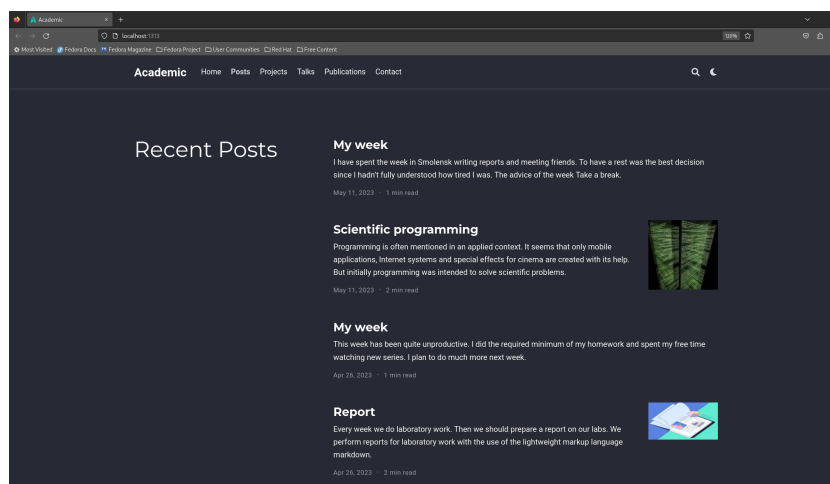 Academic
localhost:1313
120%
Most Visited Fedora Docs Fedora Magazine Fedora Project User Communities Red Hat Free Content
Academic Home Posts Projects Talks Publications Contact
Recent Posts
My week
I have spent the week in Smolensk writing reports and meeting friends. To have a rest was the best decision
since I hadn't fully understood how tired I was. The advice of the week Take a break.
May 11, 2023 · 1 min read
Scientific programming
Programming is often mentioned in an applied context. It seems that only mobile
applications, Internet systems and special effects for cinema are created with its help.
But initially programming was intended to solve scientific problems.
May 11, 2023 · 2 min read
My week
This week has been quite unproductive. I did the required minimum of my homework and spent my free time
watching new series. I plan to do much more next week.
Apr 26, 2023 · 1 min read
Report
Every week we do laboratory work. Then we should prepare a report on our labs. We
perform reports for laboratory work with the use of the lightweight markup language
markdown.
Apr 26, 2023 · 2 min read